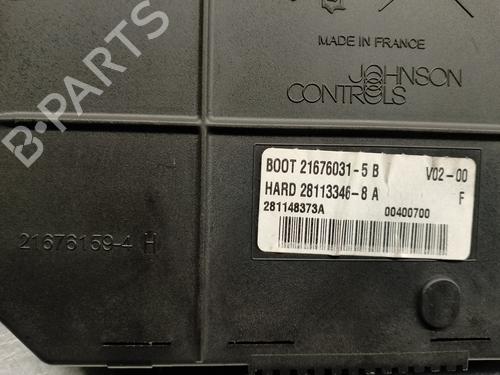 MADE IN FRANCE
JOHNSON
CONTROLS
BOOT 21676031-5 B V02-00
HARD 28113346-8 A F
281148373A 00400700
21676159-4 H
B-PARTS